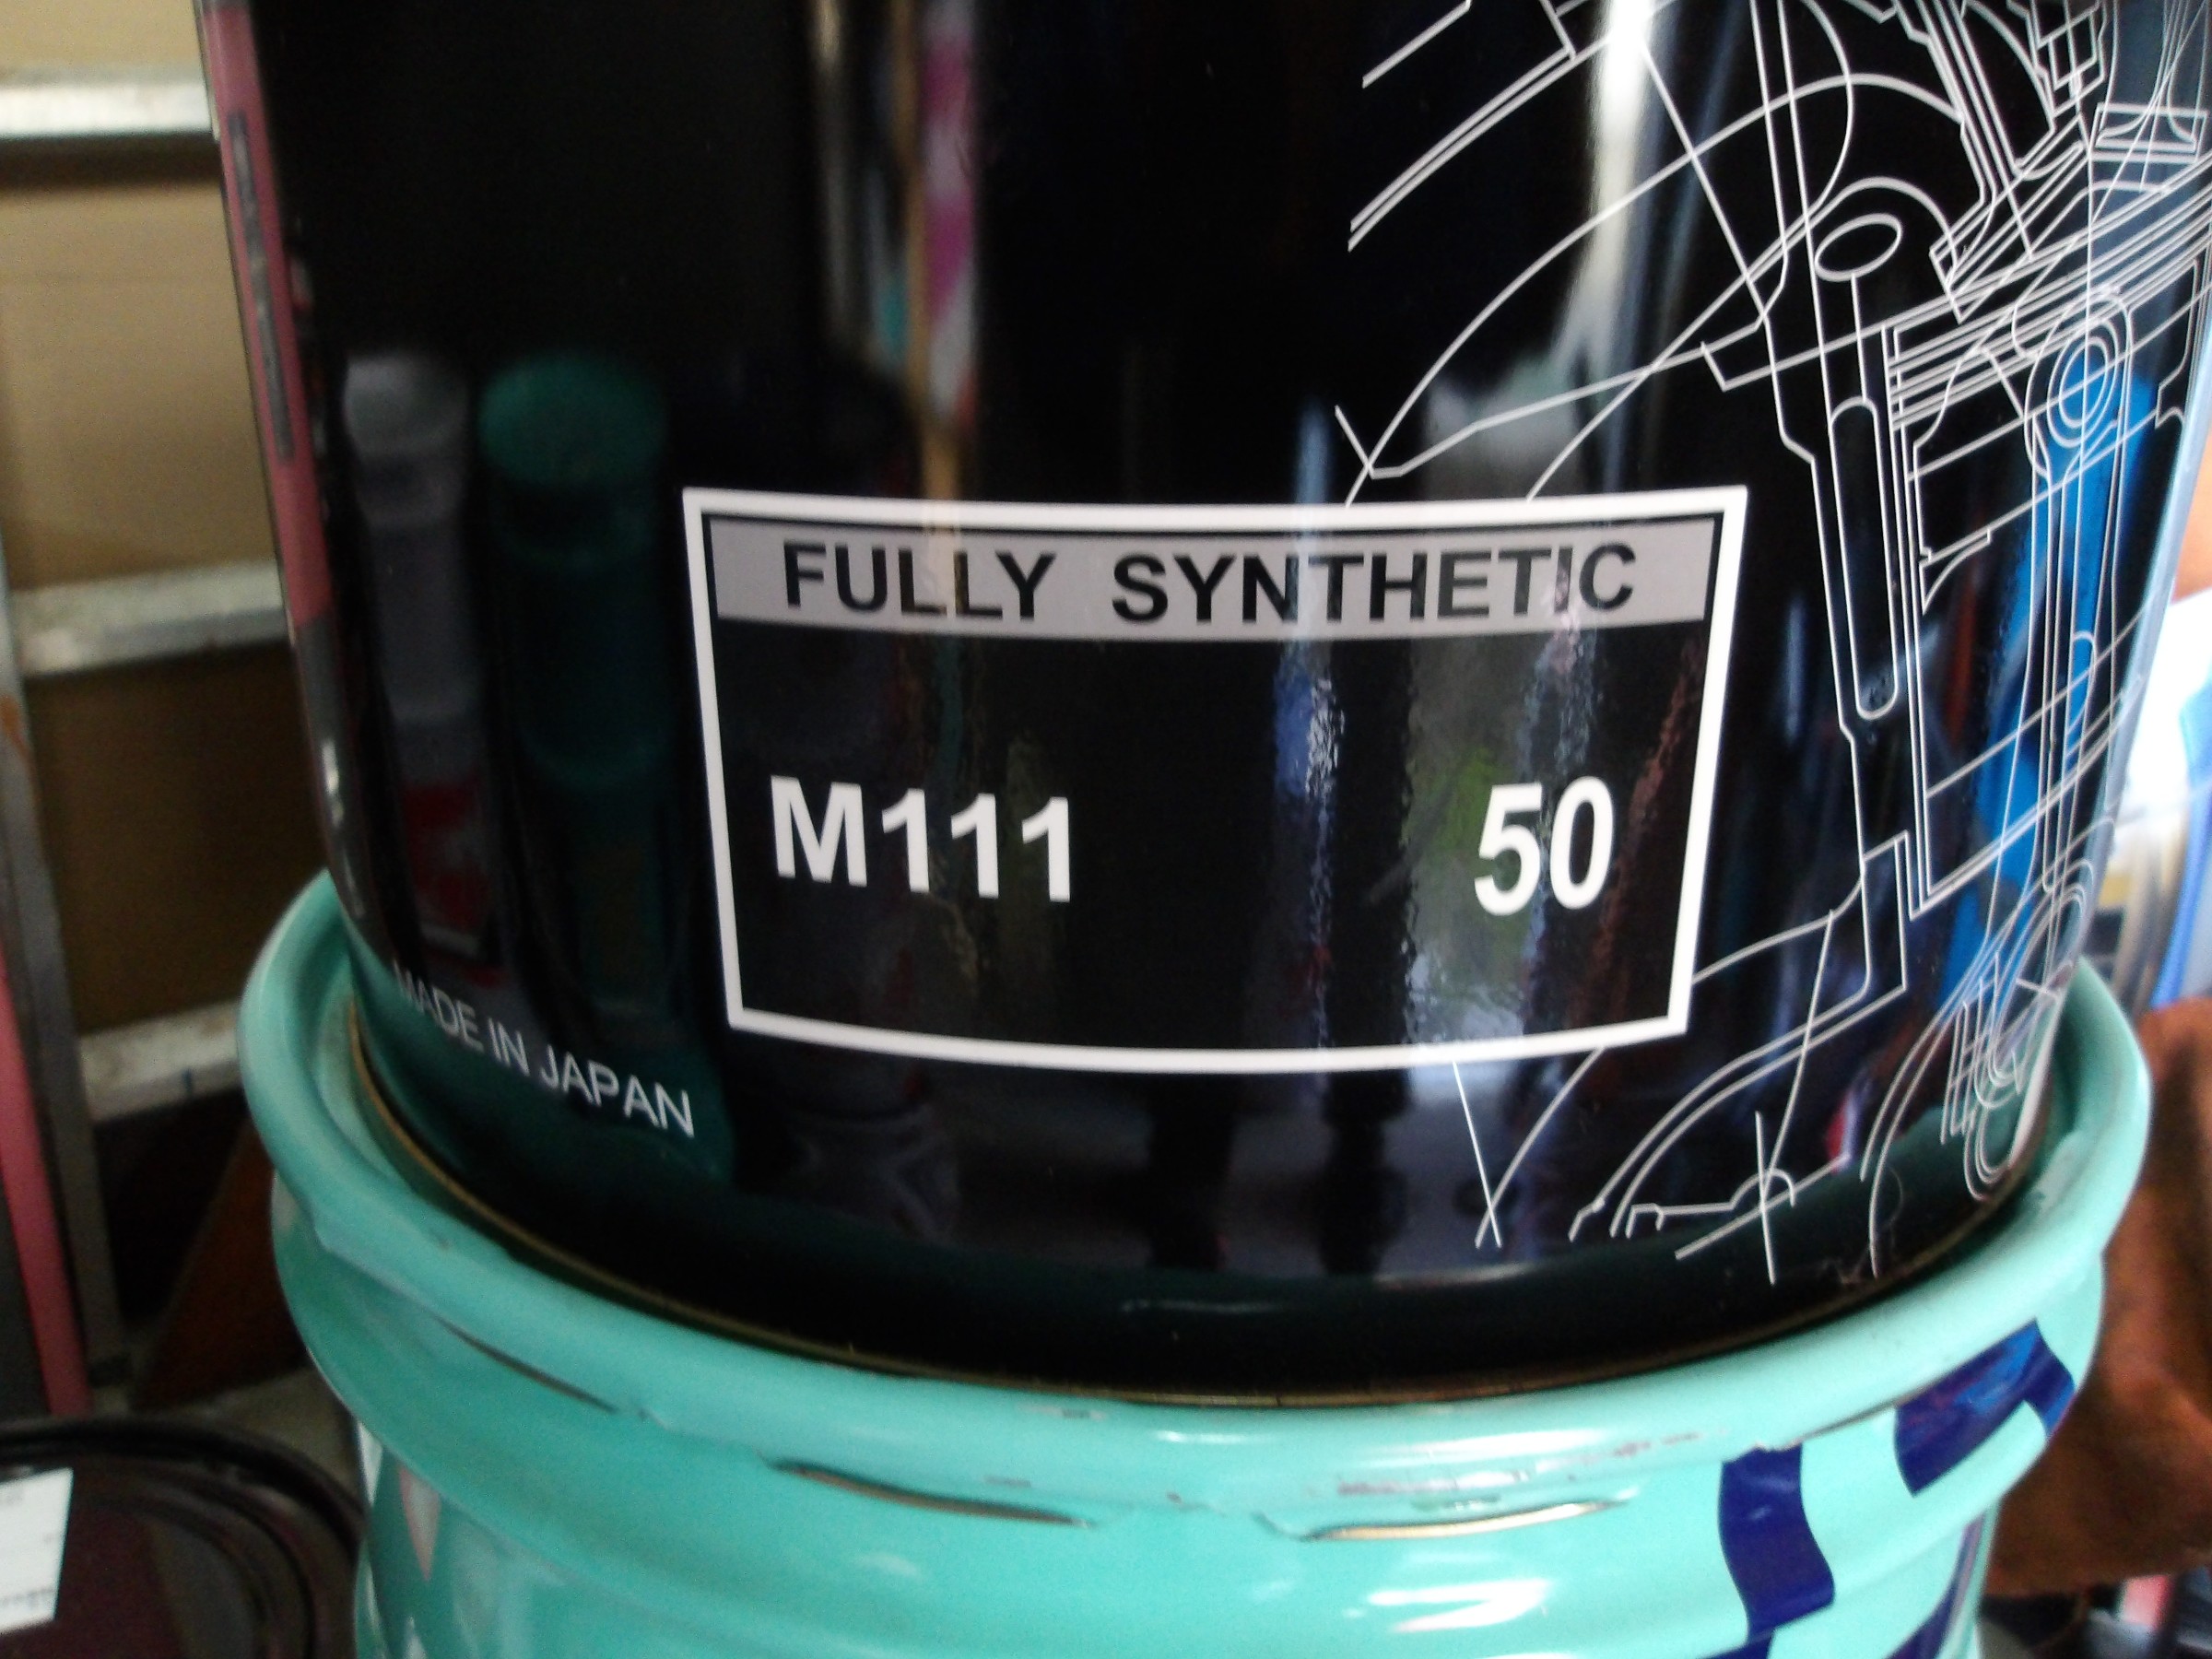 FULLY SYNTHETIC
M111 50
MADE IN JAPAN